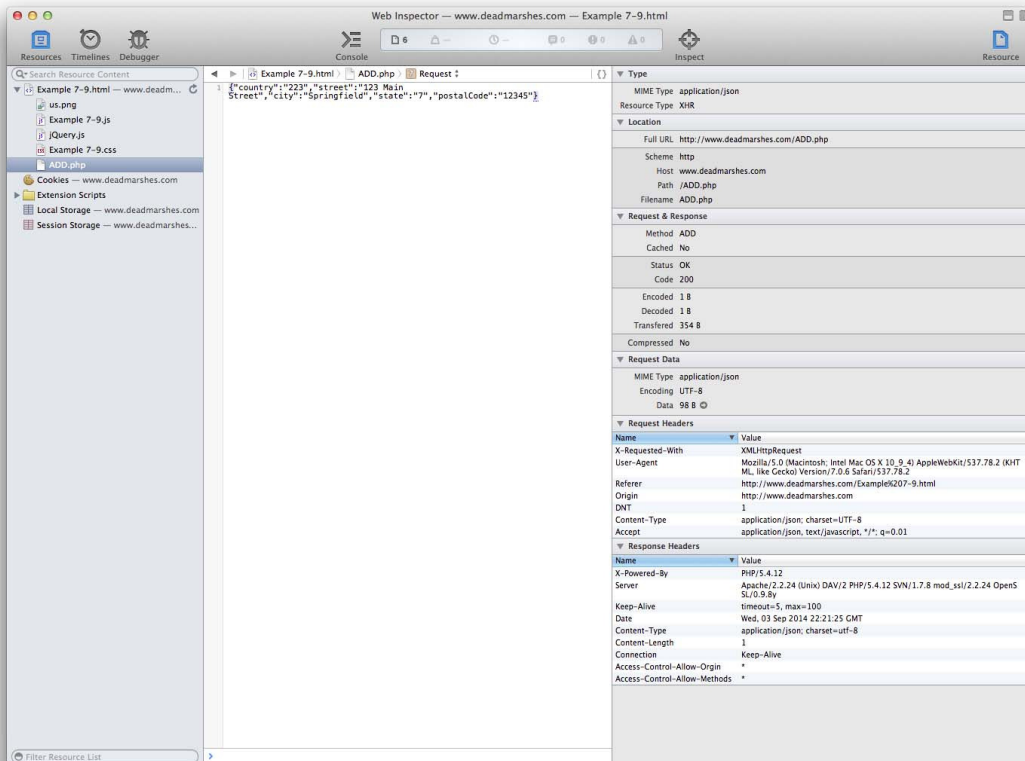 Web Inspector — www.deadmarshes.com — Example 7-9.html
Resources Timelines Debugger
6 — — 0 0 0
Console
Inspect
Resource
Search Resource Content
Example 7-9.html — www.deadm...
us.png
Example 7-9.js
jQuery.js
Example 7-9.css
ADD.php
Cookies — www.deadmarshes.com
Extension Scripts
Local Storage — www.deadmarshes.com
Session Storage — www.deadmarshes...
Filter Resource List
Example 7-9.html ADD.php Request {}
1 {"country":"223","street":"123 Main
Street","city":"Springfield","state":"7","postalCode":"12345"}
Type
MIME Type application/json
Resource Type XHR
Location
Full URL http://www.deadmarshes.com/ADD.php
Scheme http
Host www.deadmarshes.com
Path /ADD.php
Filename ADD.php
Request & Response
Method ADD
Cached No
Status OK
Code 200
Encoded 1 B
Decoded 1 B
Transfered 354 B
Compressed No
Request Data
MIME Type application/json
Encoding UTF-8
Data 98 B
Request Headers
Name Value
X-Requested-With XMLHttpRequest
User-Agent Mozilla/5.0 (Macintosh; Intel Mac OS X 10_9_4) AppleWebKit/537.78.2 (KHT
ML, like Gecko) Version/7.0.6 Safari/537.78.2
Referer http://www.deadmarshes.com/Example%207-9.html
Origin http://www.deadmarshes.com
DNT 1
Content-Type application/json; charset=UTF-8
Accept application/json, text/javascript, */*; q=0.01
Response Headers
Name Value
X-Powered-By PHP/5.4.12
Server Apache/2.2.24 (Unix) DAV/2 PHP/5.4.12 SVN/1.7.8 mod_ssl/2.2.24 OpenS
SL/0.9.8y
Keep-Alive timeout=5, max=100
Date Wed, 03 Sep 2014 22:21:25 GMT
Content-Type application/json; charset=utf-8
Content-Length 1
Connection Keep-Alive
Access-Control-Allow-Orgin *
Access-Control-Allow-Methods *